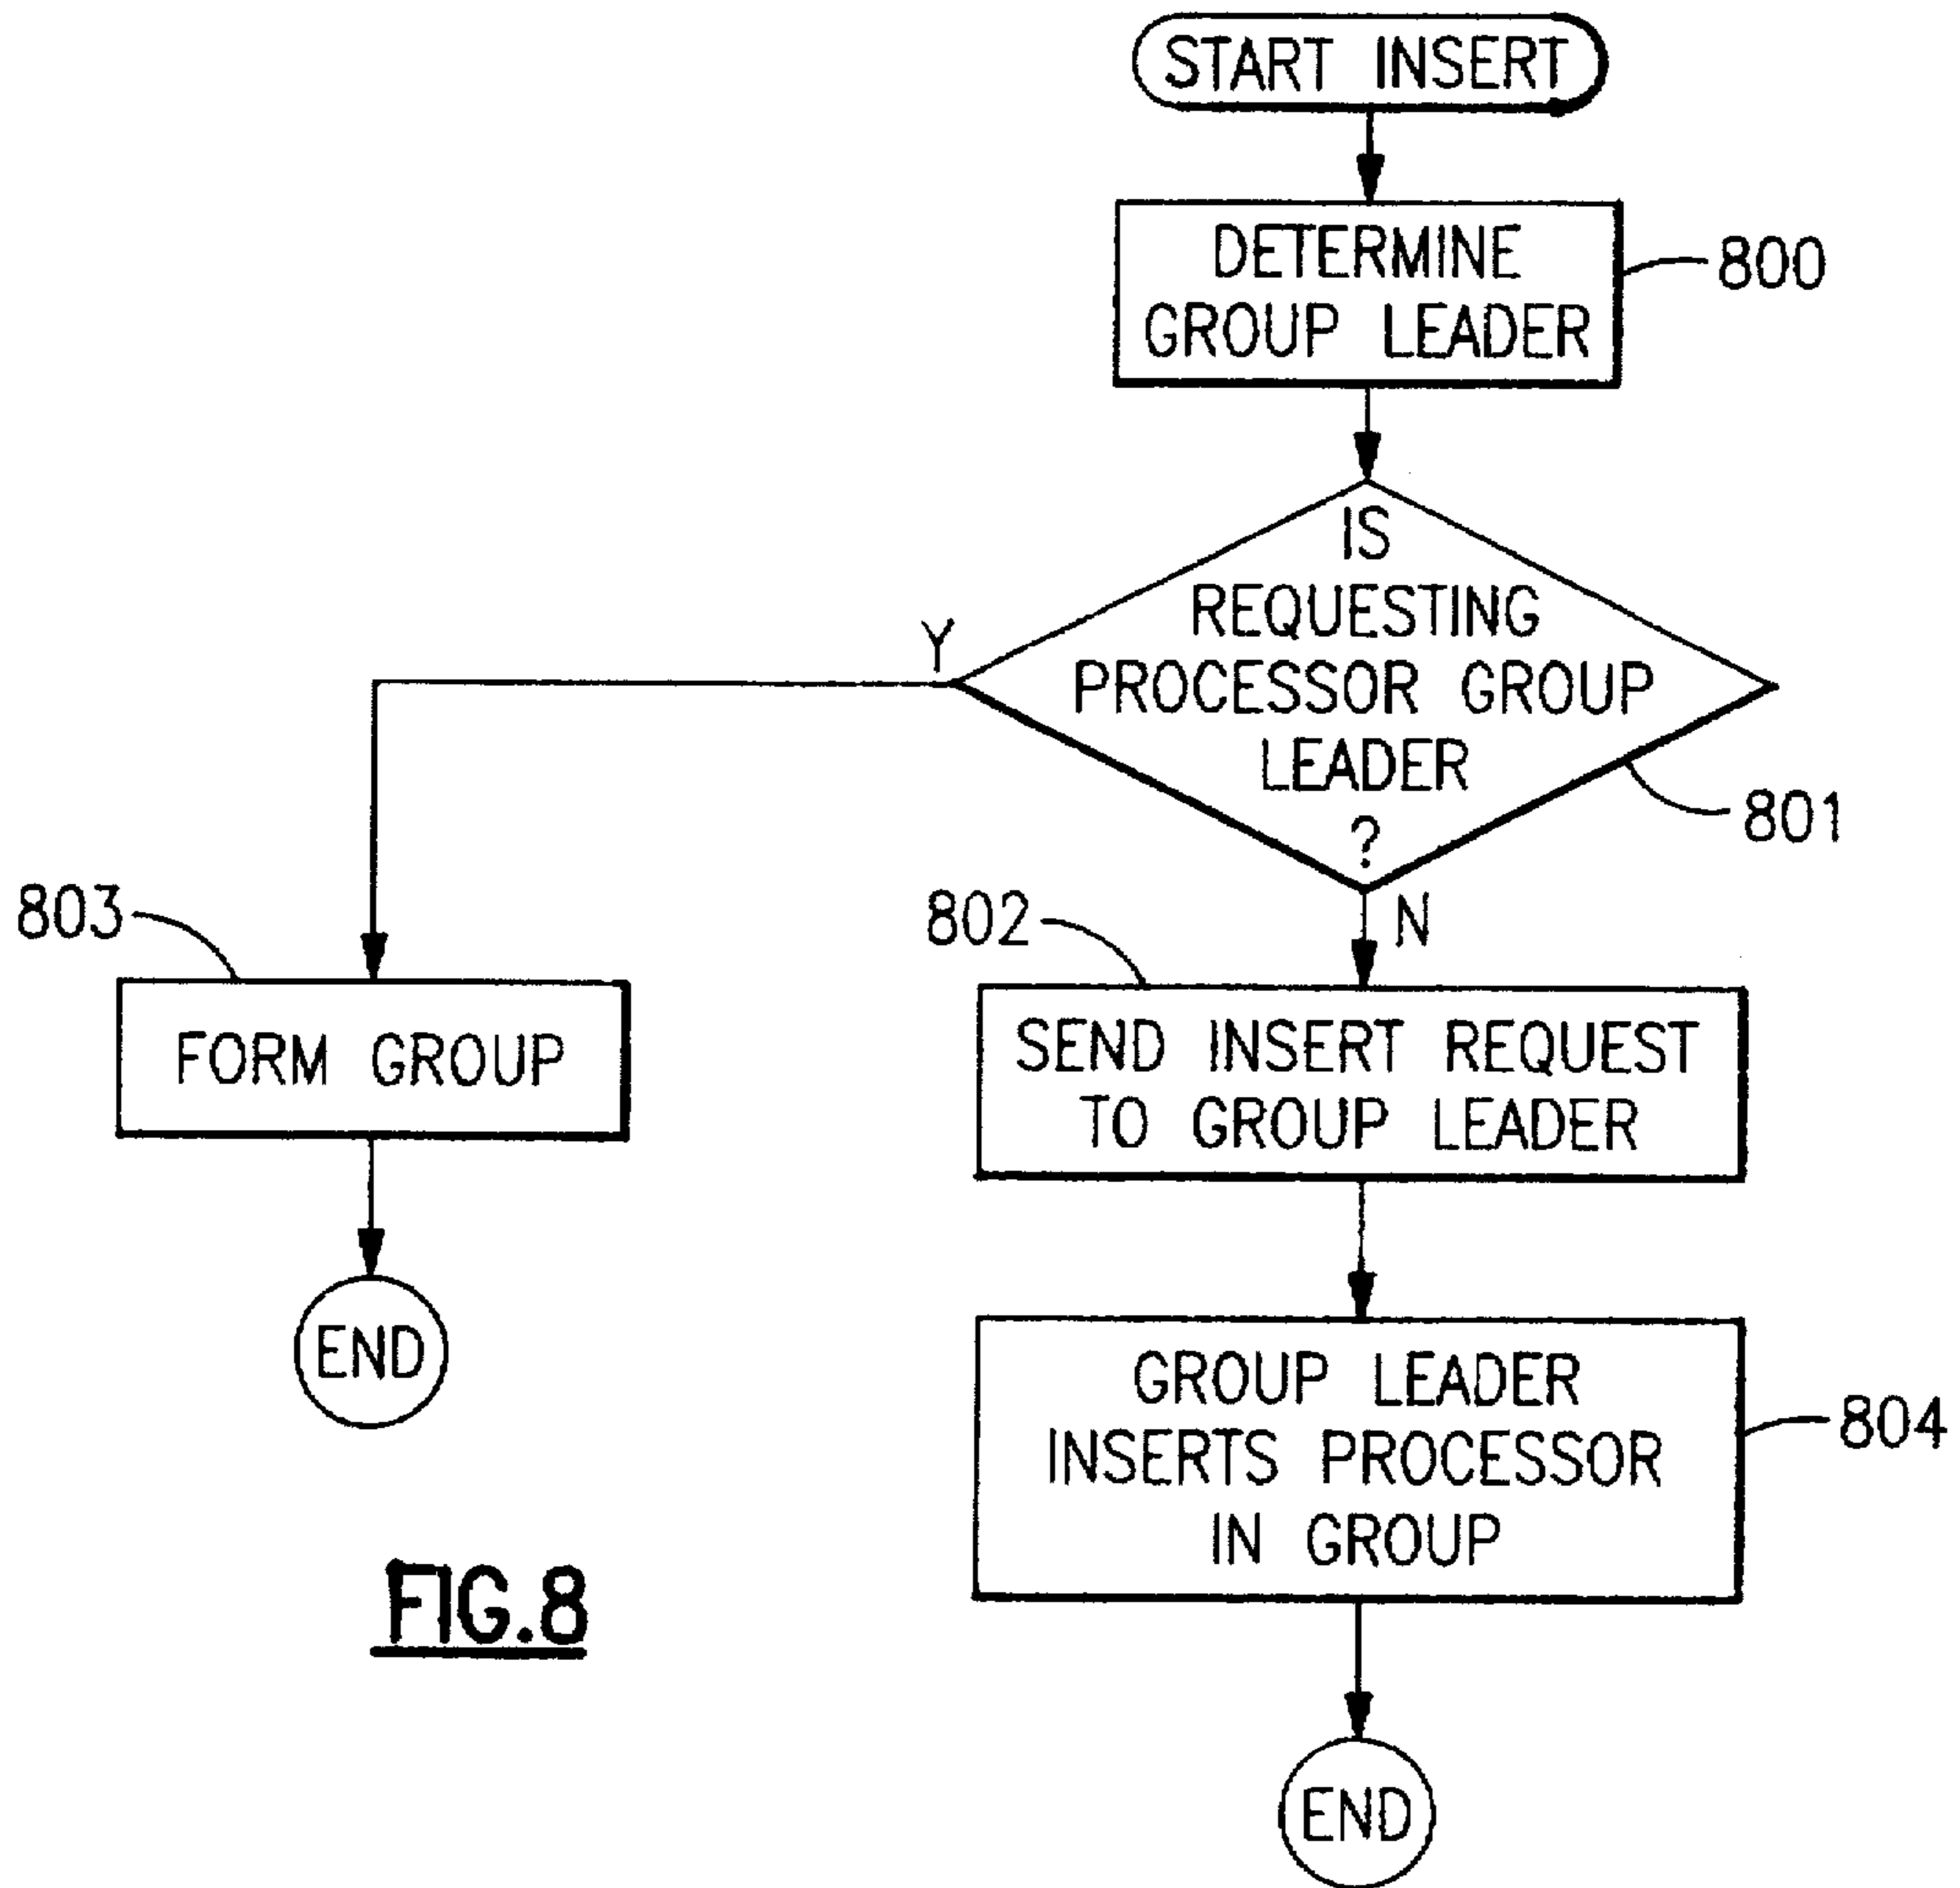 START INSERT
DETERMINE
GROUP LEADER
800
IS
REQUESTING
PROCESSOR GROUP
LEADER
?
801
Y
N
803
FORM GROUP
END
802
SEND INSERT REQUEST
TO GROUP LEADER
GROUP LEADER
INSERTS PROCESSOR
IN GROUP
804
END
FIG.8